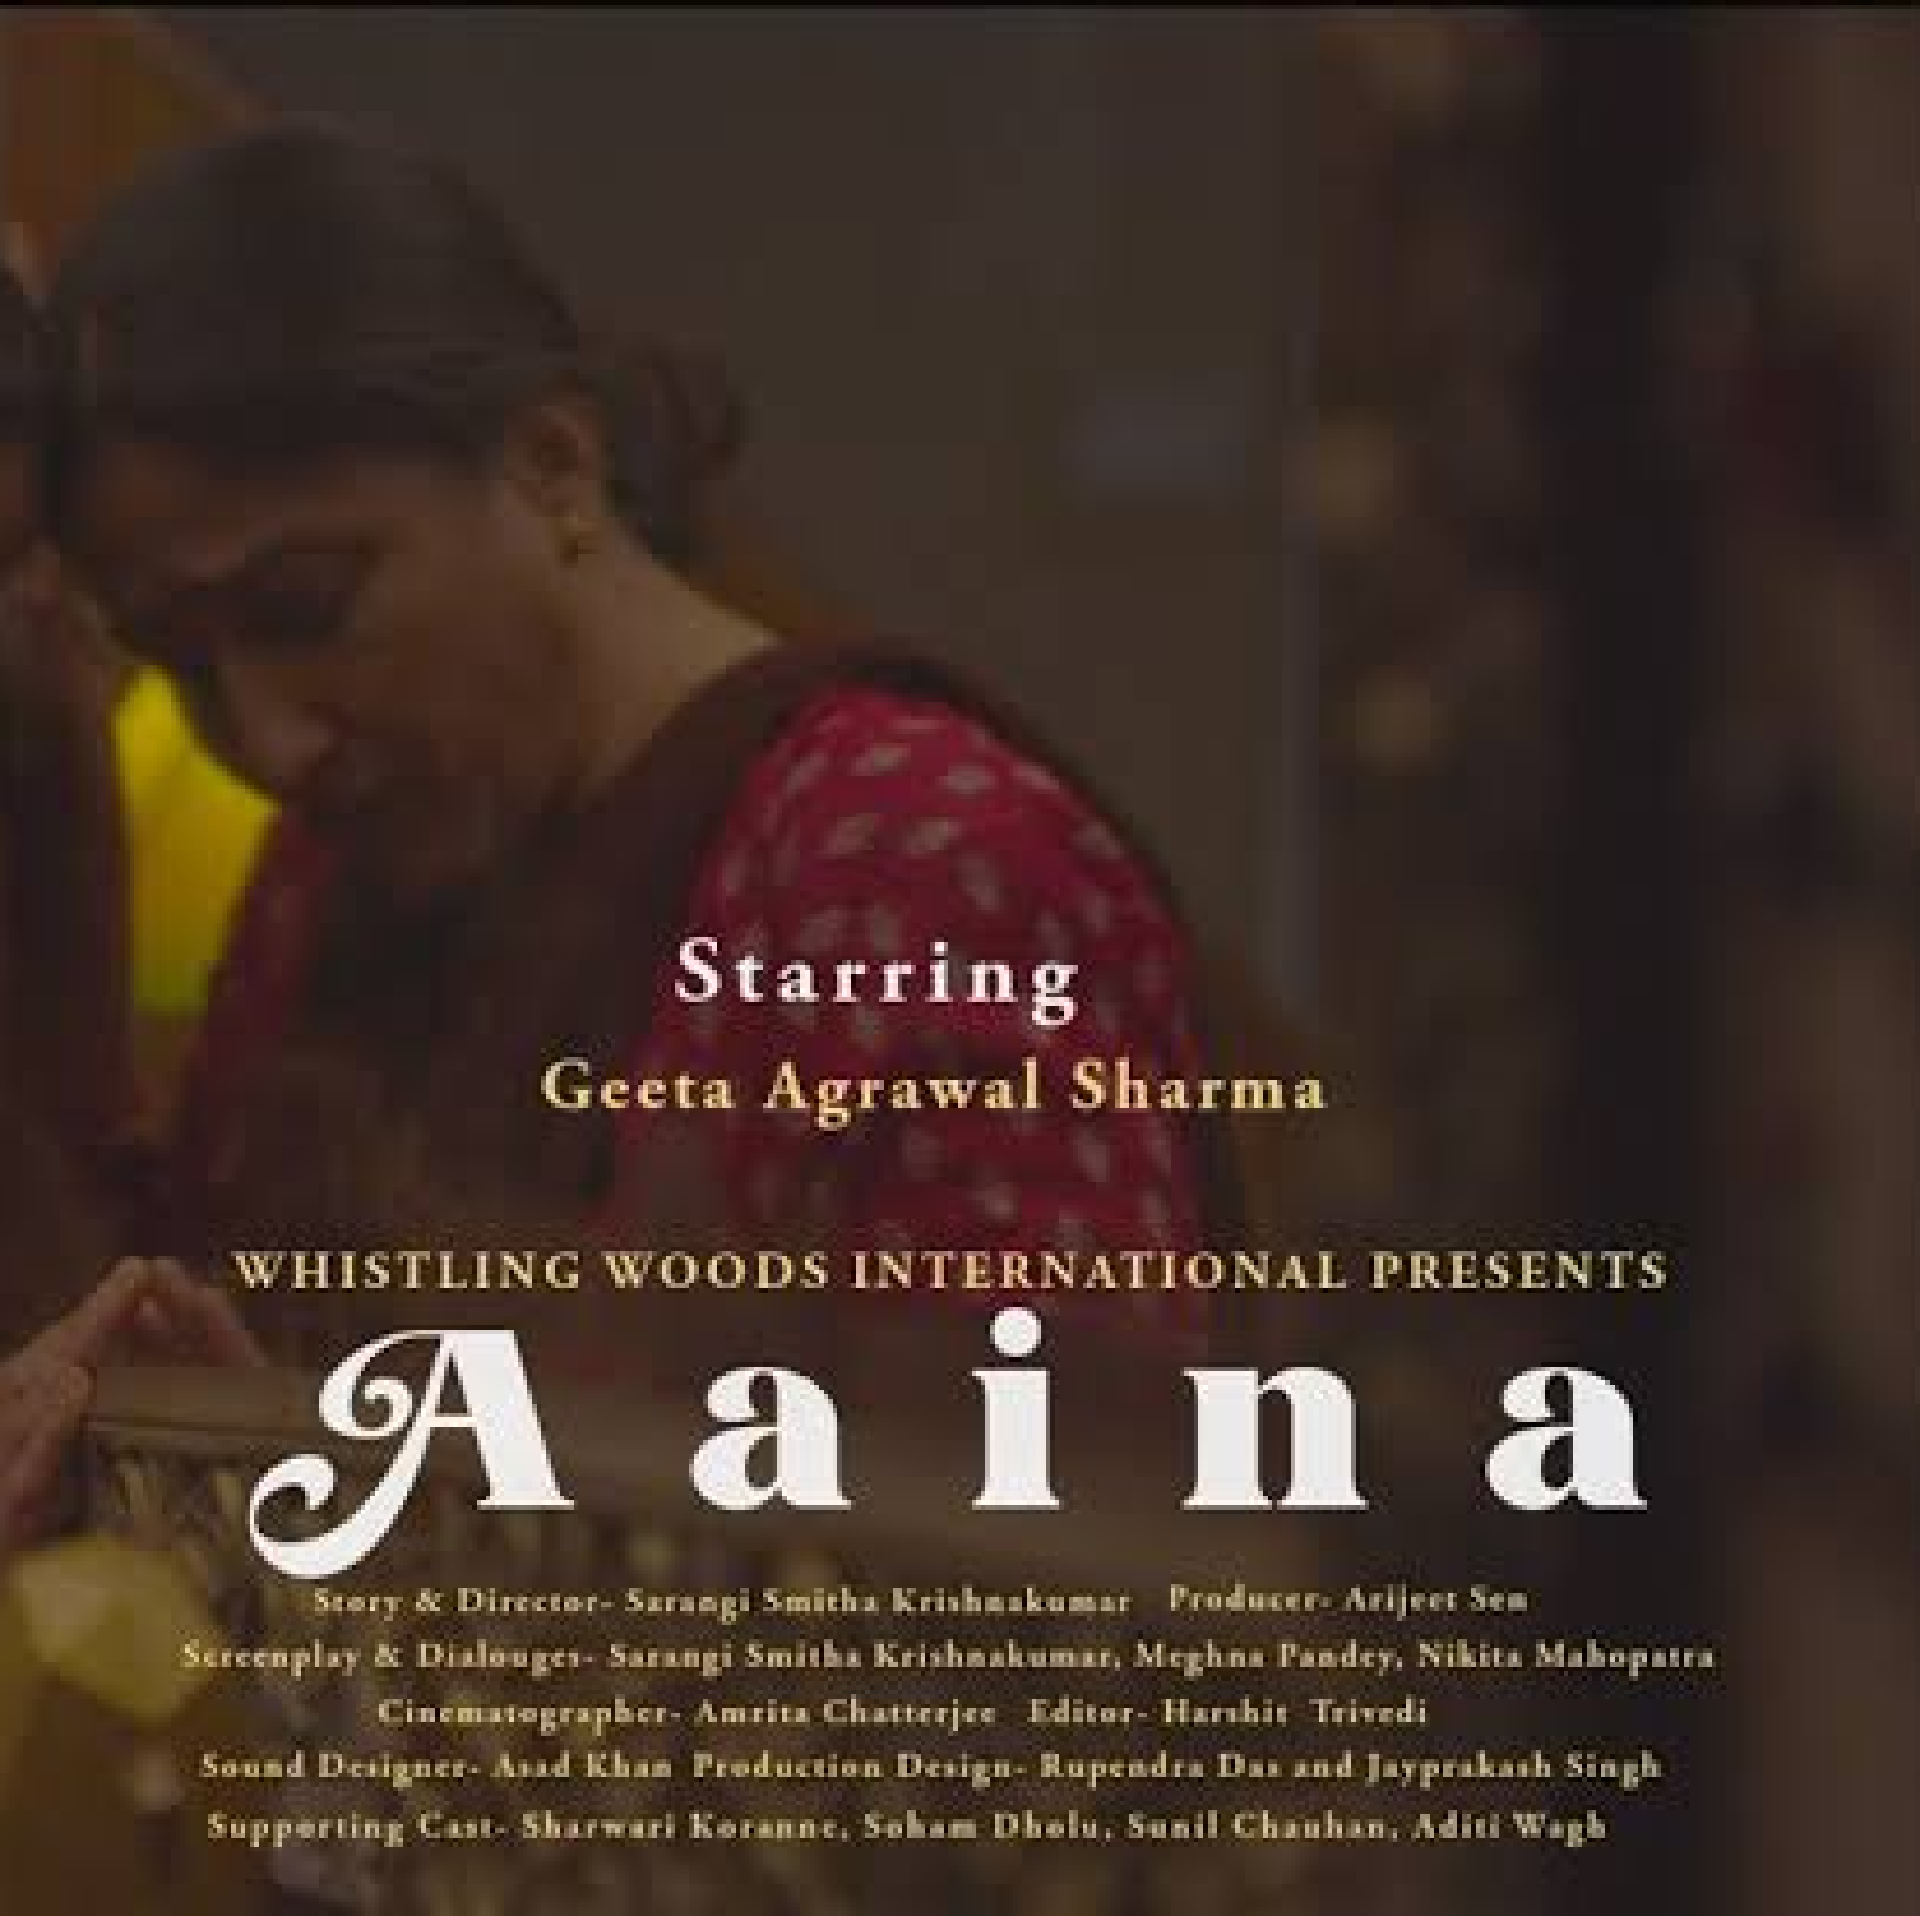 Starring
Geeta Agrawal Sharma
WHISTLING WOODS INTERNATIONAL PRESENTS
Aaina
Story & Director- Sarangi Smitha Krishnakumar Producer- Arijeet Sen
Screenplay & Dialouges- Sarangi Smitha Krishnakumar, Meghna Pandey, Nikita Mahopatra
Cinematographer- Amrita Chatterjee Editor- Harshit Trivedi
Sound Designer- Asad Khan Production Design- Rupendra Das and Jayprakash Singh
Supporting Cast- Sharwari Koranne, Soham Dholu, Sunil Chauhan, Aditi Wagh